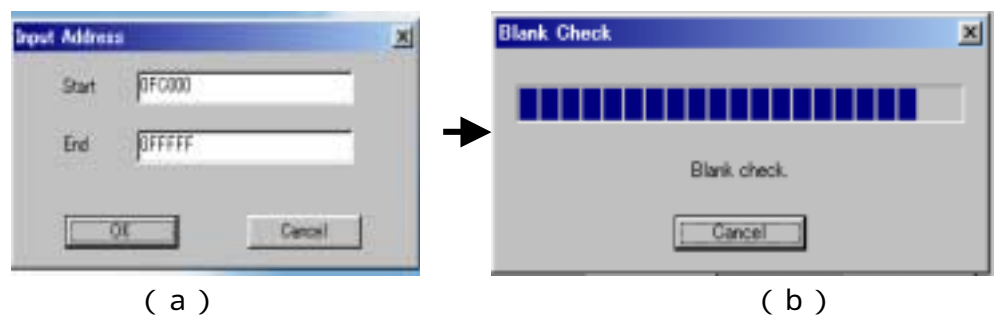 Input Address
Start 0FC000
End 0FFFFF
OK Cancel
Blank Check
Blank check.
Cancel
( a )
( b )